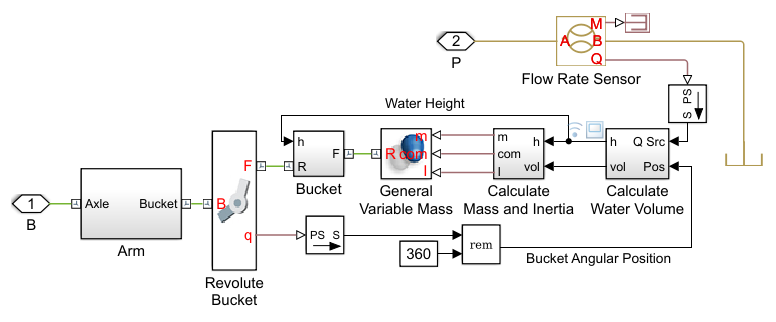 2
P
A
M
B
Q
Flow Rate Sensor
S PS
Water Height
h
R
F
Bucket
m
R com
I
General
Variable Mass
m
com
I
h
vol
Calculate
Mass and Inertia
h
vol
Q Src
Pos
Calculate
Water Volume
1
B
Axle
Bucket
Arm
F
B
q
Revolute
Bucket
PS S
360
rem
Bucket Angular Position